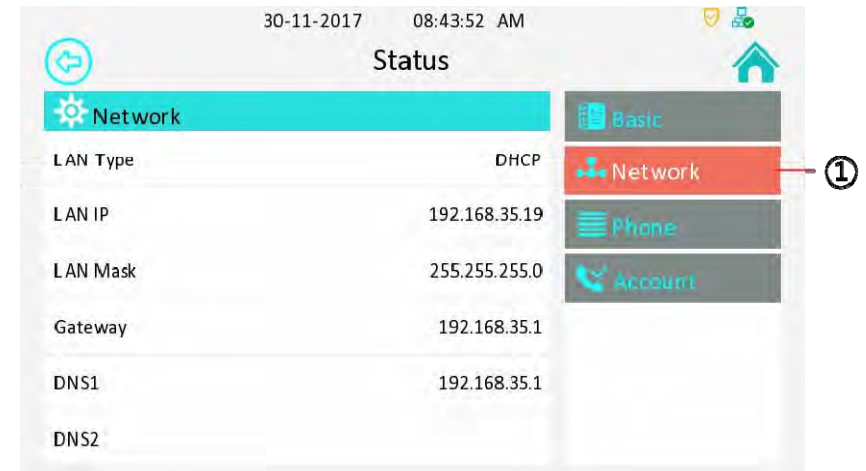 30-11-2017 08:43:52 AM
Status
Network
LAN Type DHCP
LAN IP 192.168.35.19
LAN Mask 255.255.255.0
Gateway 192.168.35.1
DNS1 192.168.35.1
DNS2
Basic
Network
①
Phone
Account